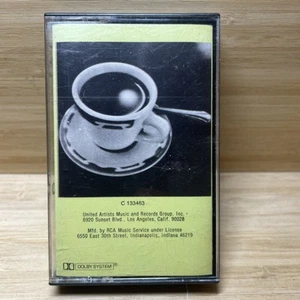 C 133463
United Artists Music and Records Group, Inc. -
6920 Sunset Blvd., Los Angeles, Calif. 90028
Mfd. by RCA Music Service under License
6550 East 30th Street, Indianapolis, Indiana 46219
DOLBY SYSTEM®